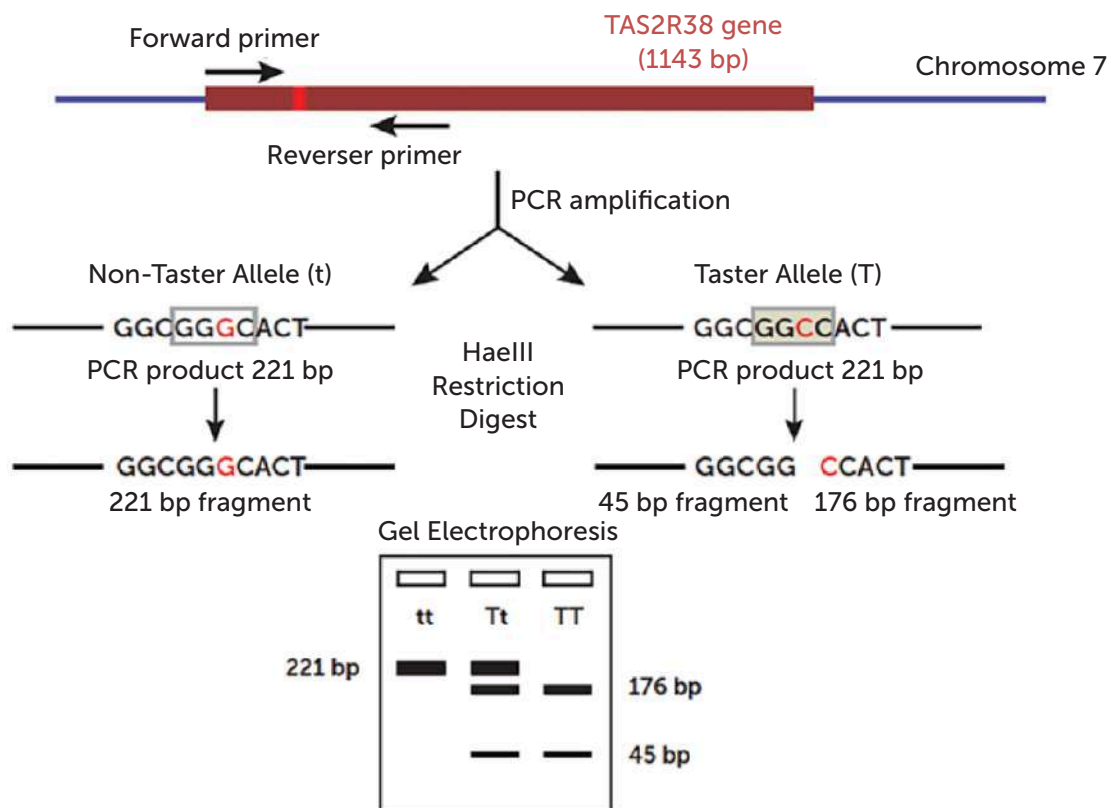 TAS2R38 gene
(1143 bp)
Forward primer
Chromosome 7
Reverser primer
PCR amplification
Non-Taster Allele (t)
Taster Allele (T)
GGCGGGCACT
GGCGGCCACT
PCR product 221 bp
PCR product 221 bp
HaeIII
Restriction
Digest
GGCGGGCACT
GGCGG CCACT
221 bp fragment
45 bp fragment
176 bp fragment
Gel Electrophoresis
tt
Tt
TT
221 bp
176 bp
45 bp